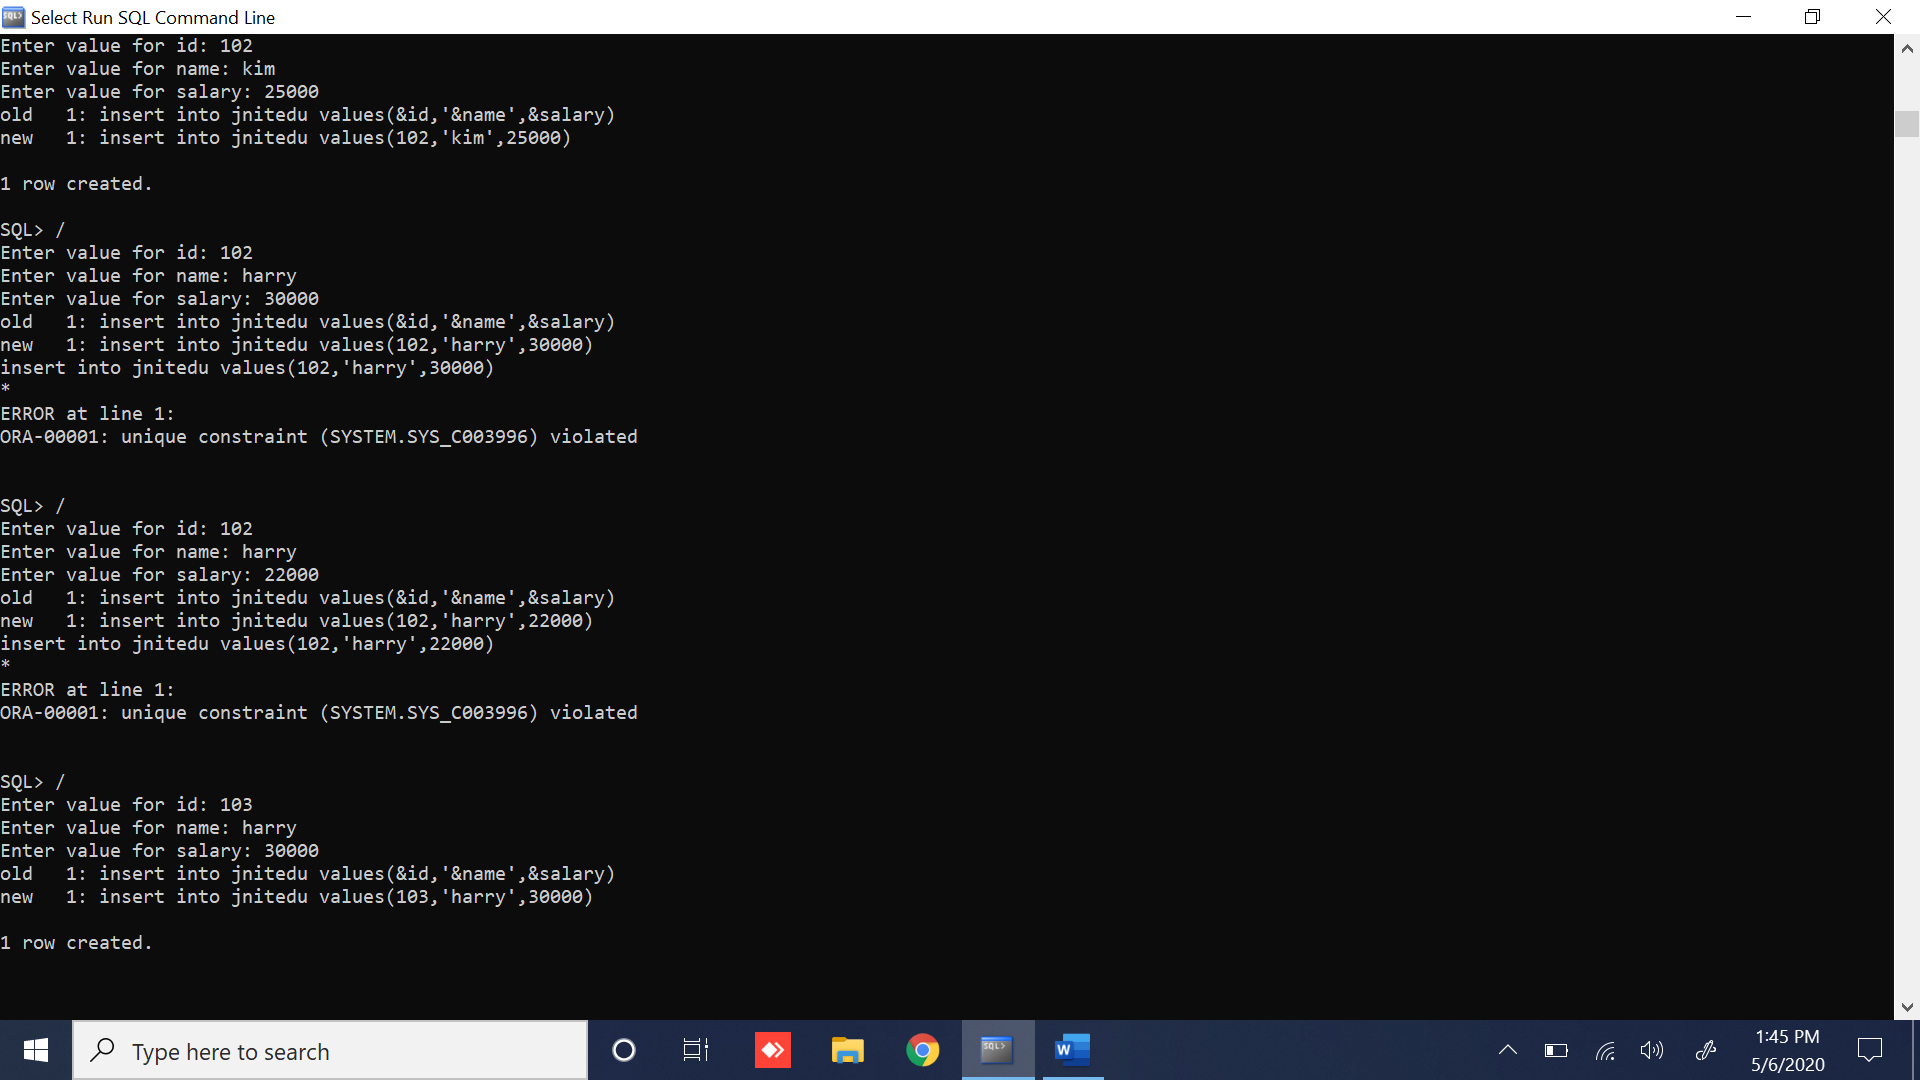 Select Run SQL Command Line
Enter value for id: 102
Enter value for name: kim
Enter value for salary: 25000
old   1: insert into jnitedu values(&id,'&name',&salary)
new   1: insert into jnitedu values(102,'kim',25000)
1 row created.
SQL> /
Enter value for id: 102
Enter value for name: harry
Enter value for salary: 30000
old   1: insert into jnitedu values(&id,'&name',&salary)
new   1: insert into jnitedu values(102,'harry',30000)
insert into jnitedu values(102,'harry',30000)
*
ERROR at line 1:
ORA-00001: unique constraint (SYSTEM.SYS_C003996) violated
SQL> /
Enter value for id: 102
Enter value for name: harry
Enter value for salary: 22000
old   1: insert into jnitedu values(&id,'&name',&salary)
new   1: insert into jnitedu values(102,'harry',22000)
insert into jnitedu values(102,'harry',22000)
*
ERROR at line 1:
ORA-00001: unique constraint (SYSTEM.SYS_C003996) violated
SQL> /
Enter value for id: 103
Enter value for name: harry
Enter value for salary: 30000
old   1: insert into jnitedu values(&id,'&name',&salary)
new   1: insert into jnitedu values(103,'harry',30000)
1 row created.
Type here to search
SQL>
W
1:45 PM
5/6/2020